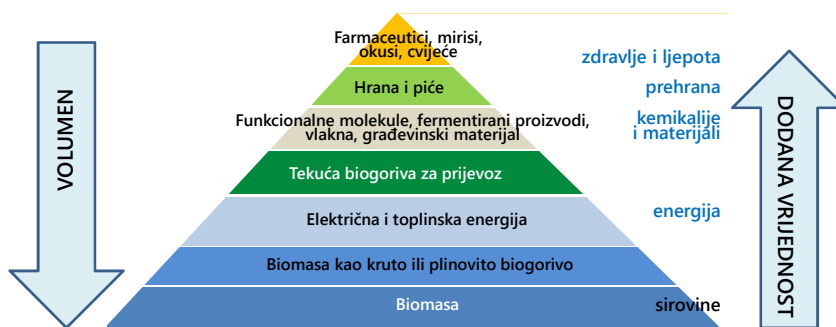 VOLUMEN
Farmaceutici, mirisi,
okusi, cvijeće
zdravlje i ljepota
Hrana i piće
prehrana
Funkcionalne molekule, fermentirani proizvodi,
vlakna, građevinski materijal
kemikalije
i materijali
Tekuća biogoriva za prijevoz
Električna i toplinska energija
energija
Biomasa kao kruto ili plinovito biogorivo
Biomasa
sirovine
DODANA VRIJEDNOST